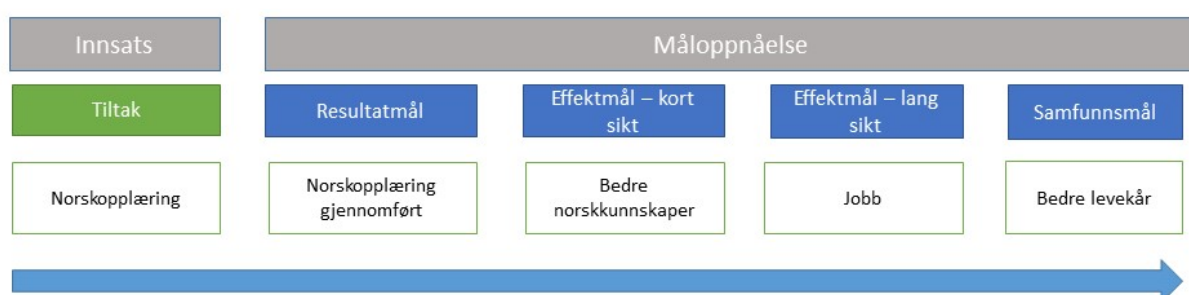 Innsats
Måloppnåelse
Tiltak
Resultatmål
Effektmål – kort
sikt
Effektmål – lang
sikt
Samfunnsmål
Norskopplæring
Norskopplæring
gjennomført
Bedre
norskkunnskaper
Jobb
Bedre levekår